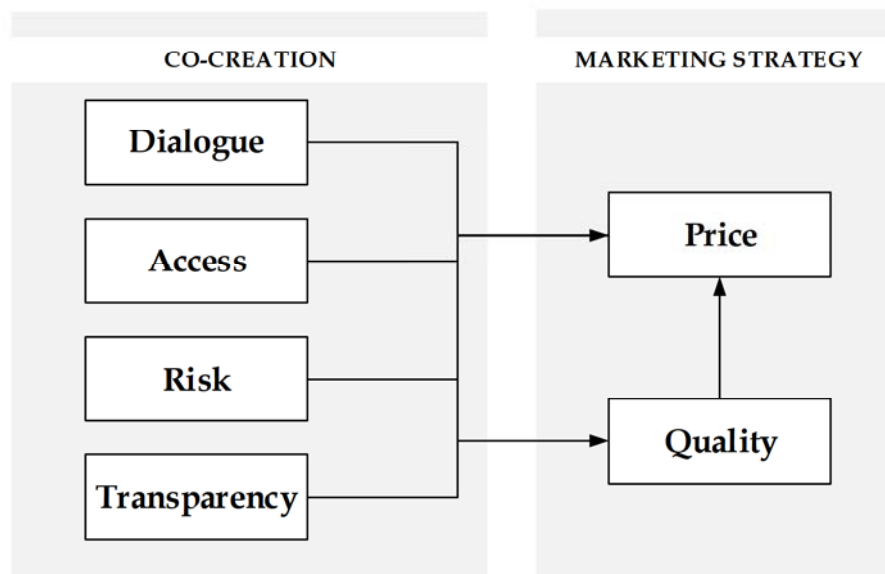 CO-CREATION
Dialogue
Access
Risk
Transparency
MARKETING STRATEGY
Price
Quality